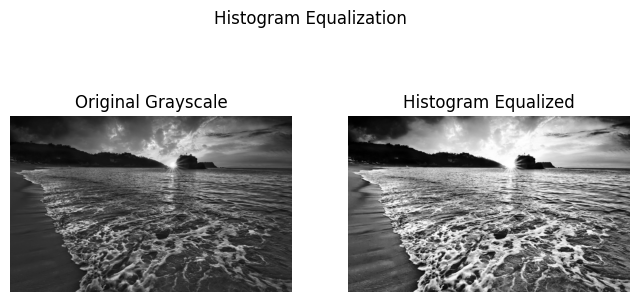 Histogram Equalization
Original Grayscale
Histogram Equalized